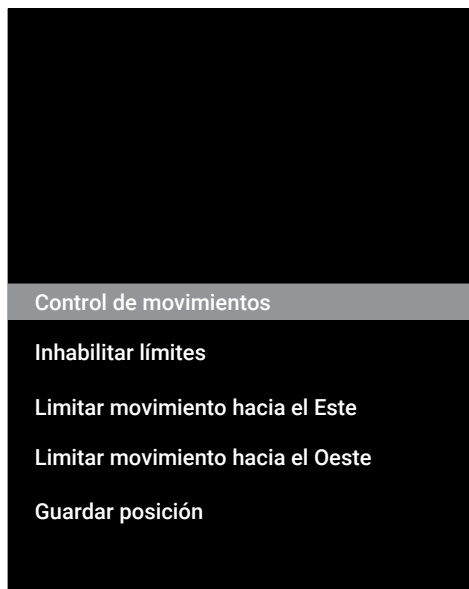 Control de movimientos
Inhabilitar límites
Limitar movimiento hacia el Este
Limitar movimiento hacia el Oeste
Guardar posición